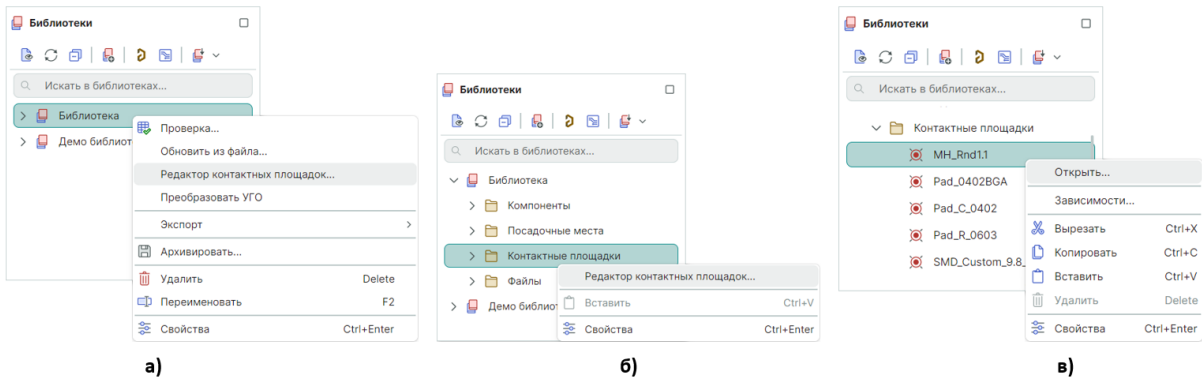 Библиотеки
Искать в библиотеках...
Библиотека
Демо библиот
Проверка...
Обновить из файла...
Редактор контактных площадок...
Преобразовать УГО
Экспорт
Архивировать...
Удалить Delete
Переименовать F2
Свойства Ctrl+Enter
а)
Библиотеки
Искать в библиотеках...
Библиотека
Компоненты
Посадочные места
Контактные площадки
Файлы
Демо библиот
Редактор контактных площадок...
Вставить Ctrl+V
Свойства Ctrl+Enter
б)
Библиотеки
Искать в библиотеках...
Контактные площадки
MH_Rnd1.1
Pad_0402BGA
Pad_C_0402
Pad_R_0603
SMD_Custom_9.8_
Открыть...
Зависимости...
Вырезать Ctrl+X
Копировать Ctrl+C
Вставить Ctrl+V
Удалить Delete
Свойства Ctrl+Enter
в)